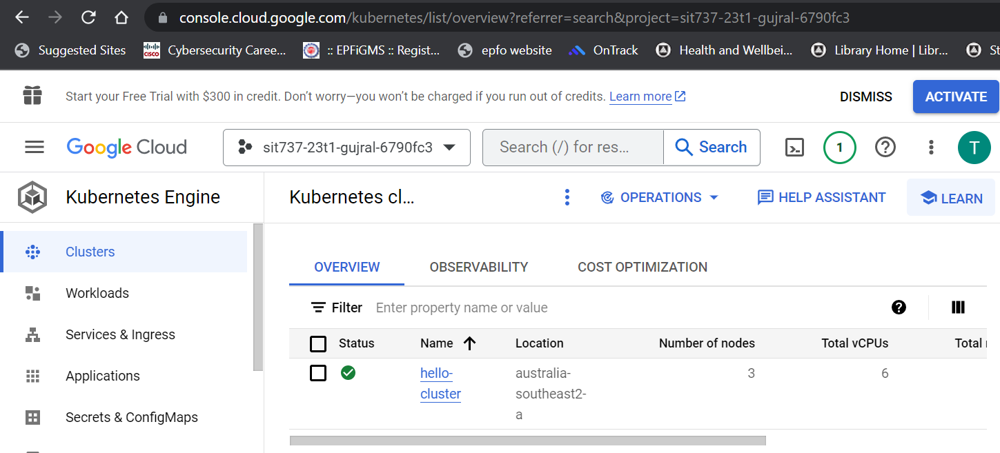 console.cloud.google.com/kubernetes/list/overview?referrer=search&project=sit737-23t1-gujral-6790fc3
Suggested Sites Cybersecurity Caree... :: EPFiGMS :: Regist... epfo website OnTrack Health and Wellbei... Library Home | Libr... St
Start your Free Trial with $300 in credit. Don't worry—you won't be charged if you run out of credits. Learn more DISMISS ACTIVATE
Google Cloud sit737-23t1-gujral-6790fc3 Search (/) for res... Search 1 T
Kubernetes Engine Kubernetes cl... OPERATIONS HELP ASSISTANT LEARN
Clusters
Workloads
Services & Ingress
Applications
Secrets & ConfigMaps
OVERVIEW OBSERVABILITY COST OPTIMIZATION
Filter Enter property name or value
Status Name Location Number of nodes Total vCPUs Total
hello- australia- 3 6
cluster southeast2-
a